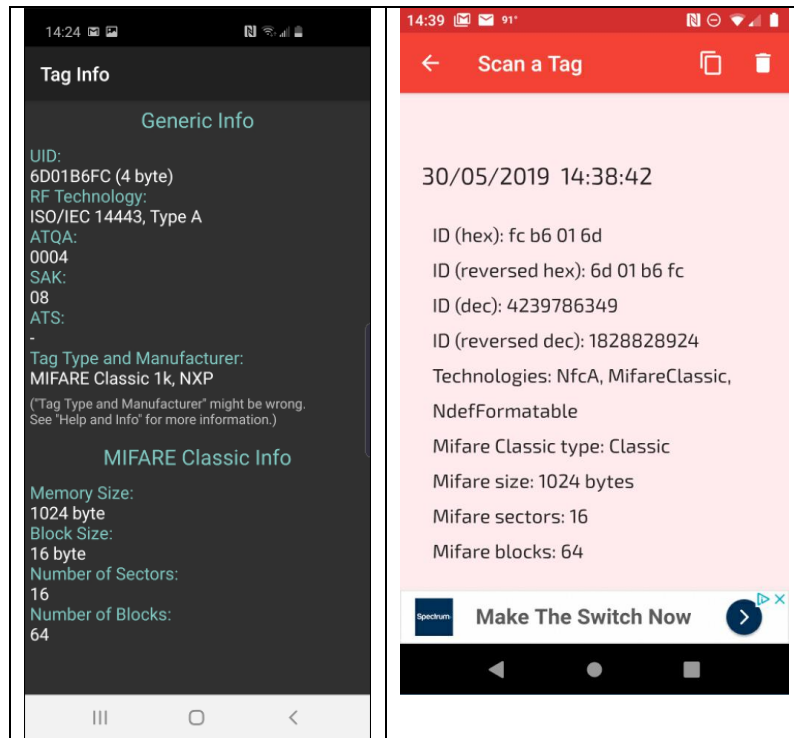 14:24
Tag Info
Generic Info
UID:
6D01B6FC (4 byte)
RF Technology:
ISO/IEC 14443, Type A
ATQA:
0004
SAK:
08
ATS:
-
Tag Type and Manufacturer:
MIFARE Classic 1k, NXP
("Tag Type and Manufacturer" might be wrong.
See "Help and Info" for more information.)
MIFARE Classic Info
Memory Size:
1024 byte
Block Size:
16 byte
Number of Sectors:
16
Number of Blocks:
64
14:39 91°
Scan a Tag
30/05/2019 14:38:42
ID (hex): fc b6 01 6d
ID (reversed hex): 6d 01 b6 fc
ID (dec): 4239786349
ID (reversed dec): 1828828924
Technologies: NfcA, MifareClassic,
NdefFormatable
Mifare Classic type: Classic
Mifare size: 1024 bytes
Mifare sectors: 16
Mifare blocks: 64
Spectrum
Make The Switch Now